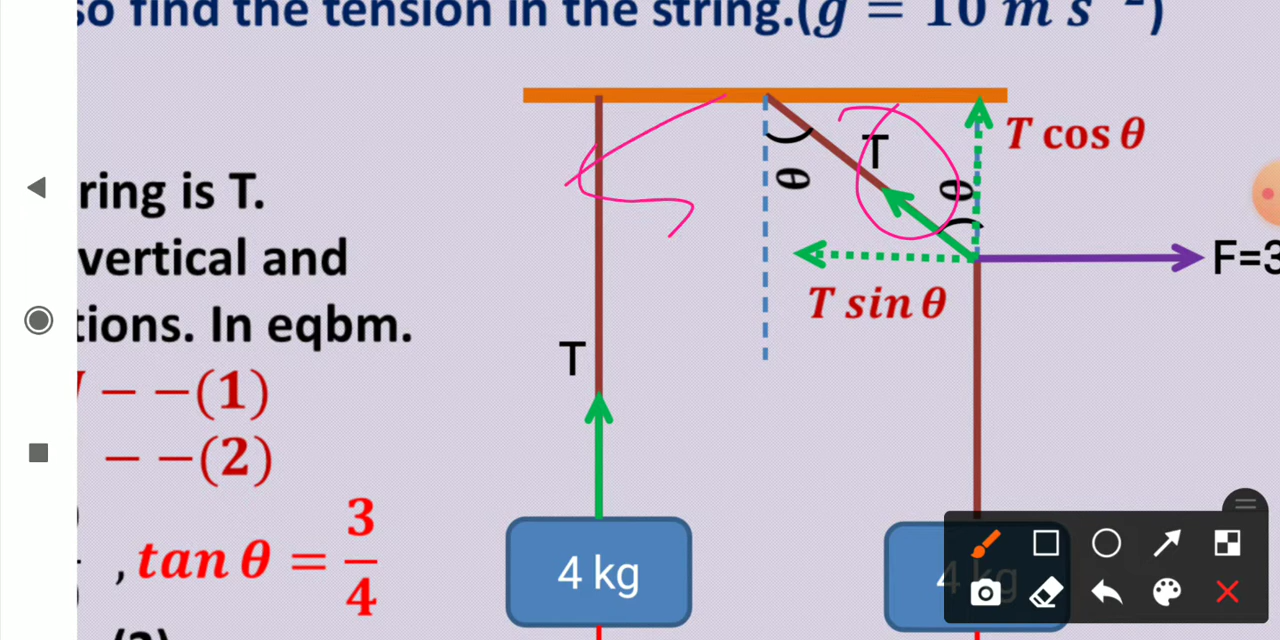 so find the tension in the string.(g = 10 m s⁻²)
ring is T.
vertical and
tions. In eqbm.
− −(1)
− −(2)
, tan θ = 3/4
T cos θ
T
θ
θ
F=3
T sin θ
T
4 kg
4 kg